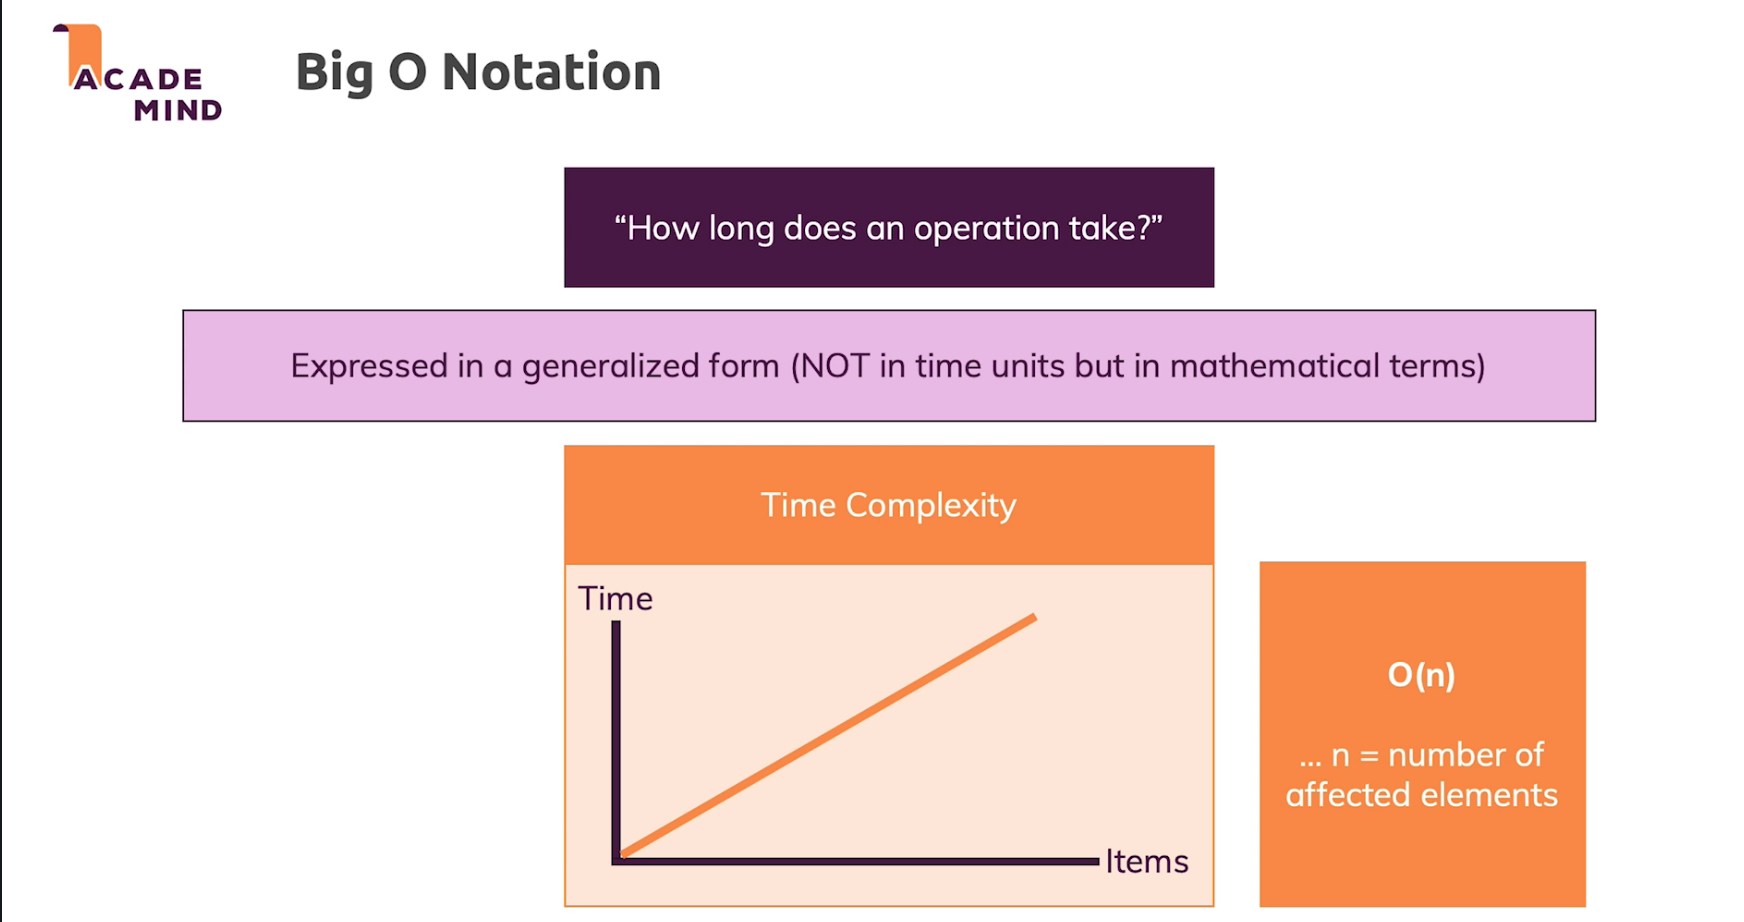 ACADE
MIND
Big O Notation
“How long does an operation take?”
Expressed in a generalized form (NOT in time units but in mathematical terms)
Time Complexity
Time
Items
O(n)
... n = number of
affected elements